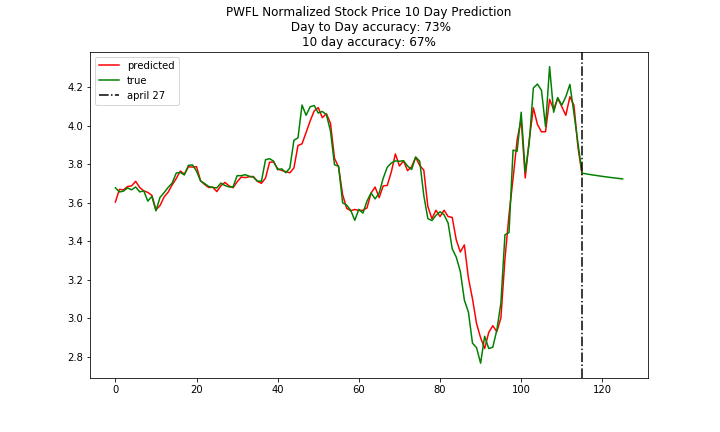 PWFL Normalized Stock Price 10 Day Prediction
Day to Day accuracy: 73%
10 day accuracy: 67%
predicted
true
april 27
4.2
4.0
3.8
3.6
3.4
3.2
3.0
2.8
0 20 40 60 80 100 120